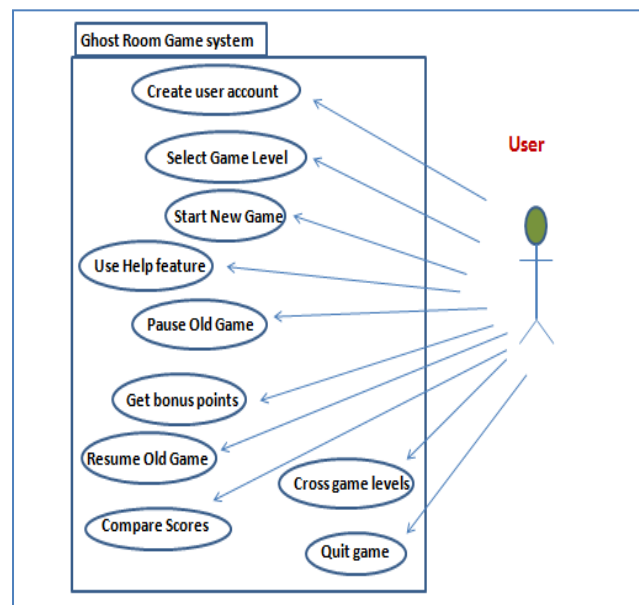 Ghost Room Game system
Create user account
User
Select Game Level
Start New Game
Use Help feature
Pause Old Game
Get bonus points
Resume Old Game
Cross game levels
Compare Scores
Quit game